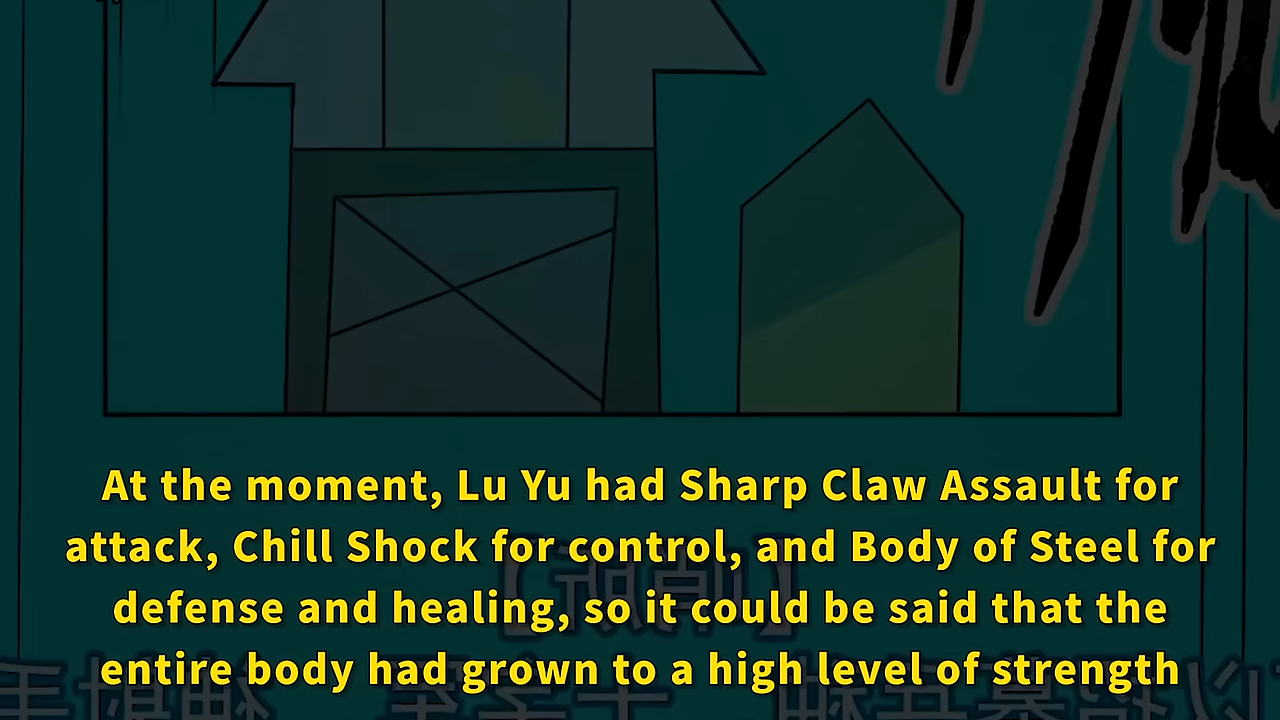 At the moment, Lu Yu had Sharp Claw Assault for
attack, Chill Shock for control, and Body of Steel for
defense and healing, so it could be said that the
entire body had grown to a high level of strength